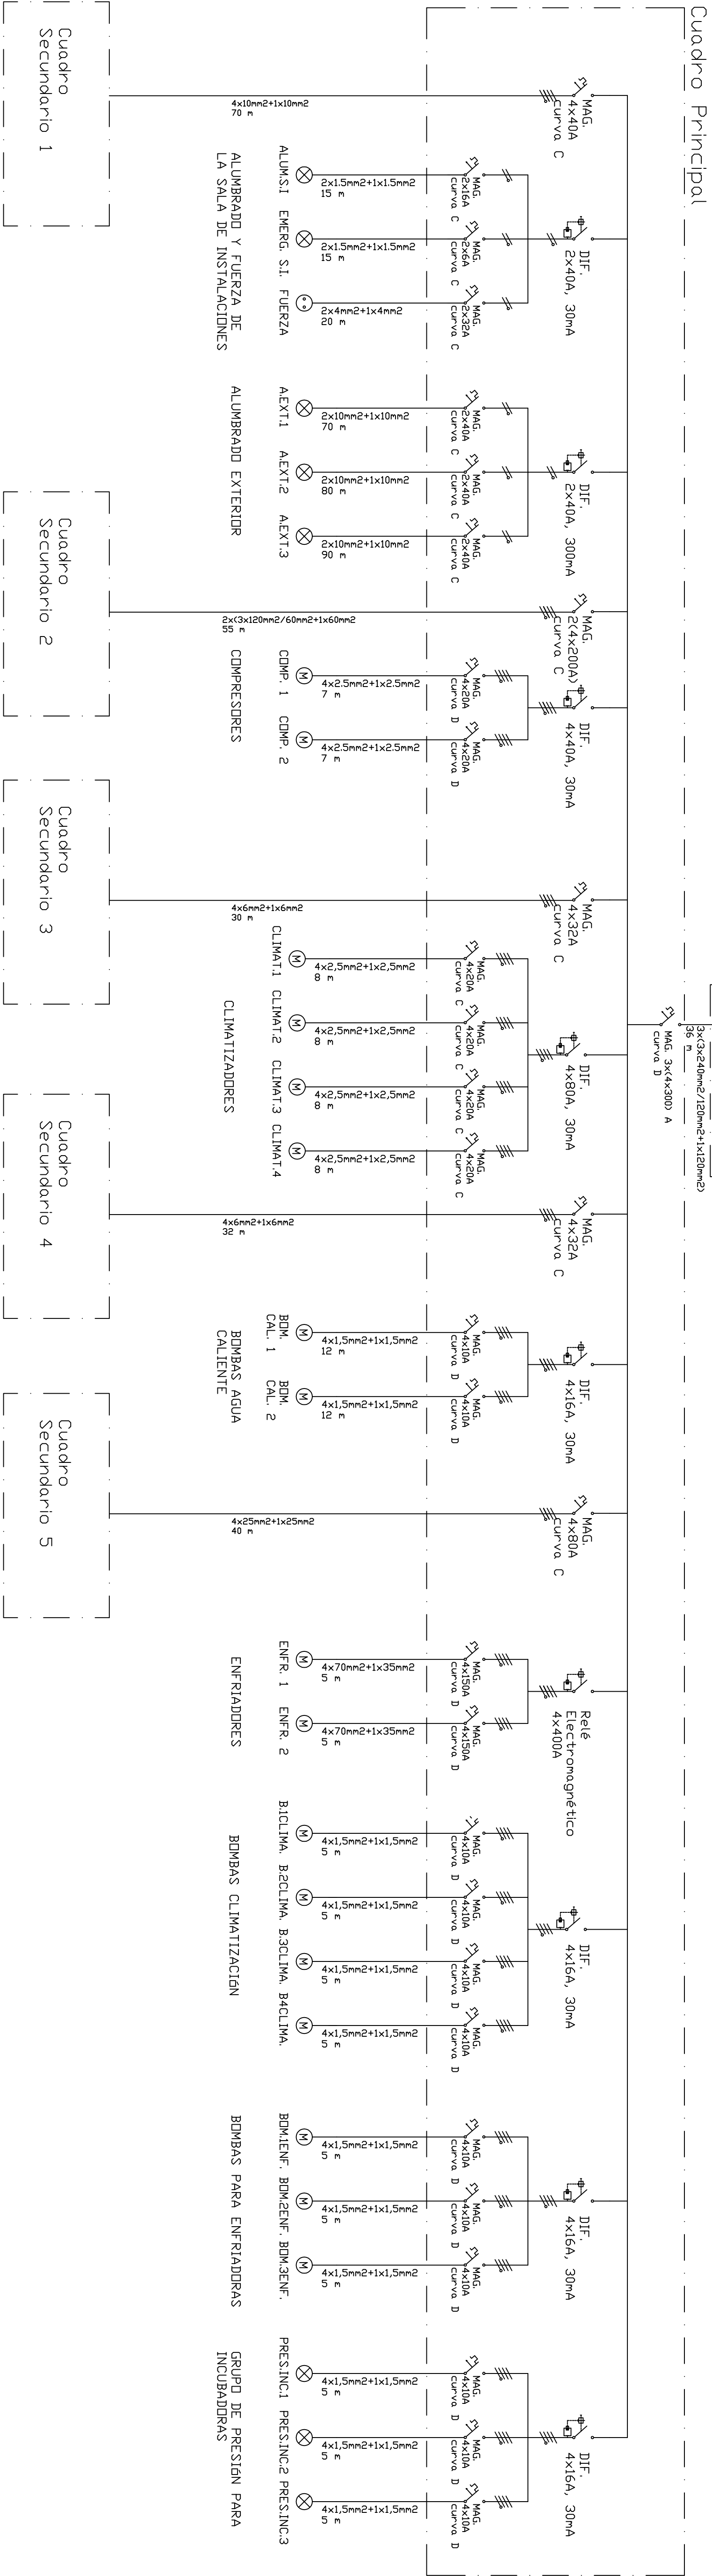 Cuadro Principal
3x(3x240mm2/120mm2+1x120mm2)
36 m
MAG. 3x(4x300) A
curva D
MAG.
4x40A
curva C
4x10mm2+1x10mm2
70 m
Cuadro
Secundario 1
DIF.
2x40A, 30mA
MAG.
2x16A
curva C
MAG.
2x6A
curva C
MAG.
2x32A
curva C
2x1.5mm2+1x1.5mm2
15 m
2x1.5mm2+1x1.5mm2
15 m
2x4mm2+1x4mm2
20 m
ALUM.S.I
EMERG. S.I.
FUERZA
ALUMBRADO Y FUERZA DE
LA SALA DE INSTALACIONES
DIF.
2x40A, 300mA
MAG.
2x40A
curva C
MAG.
2x40A
curva C
MAG.
2x40A
curva C
2x10mm2+1x10mm2
70 m
2x10mm2+1x10mm2
80 m
2x10mm2+1x10mm2
90 m
A.EXT.1
A.EXT.2
A.EXT.3
ALUMBRADO EXTERIOR
MAG.
2(4x200A)
curva C
2x(3x120mm2/60mm2+1x60mm2
55 m
Cuadro
Secundario 2
DIF.
4x40A, 30mA
MAG.
4x20A
curva D
MAG.
4x20A
curva D
4x2.5mm2+1x2.5mm2
7 m
4x2.5mm2+1x2.5mm2
7 m
COMP. 1
COMP. 2
COMPRESORES
MAG.
4x32A
curva C
4x6mm2+1x6mm2
30 m
Cuadro
Secundario 3
DIF.
4x80A, 30mA
MAG.
4x20A
curva C
MAG.
4x20A
curva C
MAG.
4x20A
curva C
MAG.
4x20A
curva C
4x2,5mm2+1x2,5mm2
8 m
4x2,5mm2+1x2,5mm2
8 m
4x2,5mm2+1x2,5mm2
8 m
4x2,5mm2+1x2,5mm2
8 m
CLIMAT.1
CLIMAT.2
CLIMAT.3
CLIMAT.4
CLIMATIZADORES
MAG.
4x32A
curva C
4x6mm2+1x6mm2
32 m
Cuadro
Secundario 4
DIF.
4x16A, 30mA
MAG.
4x10A
curva D
MAG.
4x10A
curva D
4x1,5mm2+1x1,5mm2
12 m
4x1,5mm2+1x1,5mm2
12 m
BOM.
CAL. 1
BOM.
CAL. 2
BOMBAS AGUA
CALIENTE
MAG.
4x80A
curva C
4x25mm2+1x25mm2
40 m
Cuadro
Secundario 5
Relé
Electromagnético
4x400A
MAG.
4x150A
curva D
MAG.
4x150A
curva D
4x70mm2+1x35mm2
5 m
4x70mm2+1x35mm2
5 m
ENFR. 1
ENFR. 2
ENFRIADORES
DIF.
4x16A, 30mA
MAG.
4x10A
curva D
MAG.
4x10A
curva D
MAG.
4x10A
curva D
MAG.
4x10A
curva D
4x1,5mm2+1x1,5mm2
5 m
4x1,5mm2+1x1,5mm2
5 m
4x1,5mm2+1x1,5mm2
5 m
4x1,5mm2+1x1,5mm2
5 m
B.1CLIMA.
B.2CLIMA.
B.3CLIMA.
B4CLIMA.
BOMBAS CLIMATIZACIóN
DIF.
4x16A, 30mA
MAG.
4x10A
curva D
MAG.
4x10A
curva D
MAG.
4x10A
curva D
4x1,5mm2+1x1,5mm2
5 m
4x1,5mm2+1x1,5mm2
5 m
4x1,5mm2+1x1,5mm2
5 m
BOM.1ENF.
BOM.2ENF.
BOM.3ENF.
BOMBAS PARA ENFRIADORAS
DIF.
4x16A, 30mA
MAG.
4x10A
curva D
MAG.
4x10A
curva D
MAG.
4x10A
curva D
4x1,5mm2+1x1,5mm2
5 m
4x1,5mm2+1x1,5mm2
5 m
4x1,5mm2+1x1,5mm2
5 m
PRES.INC.1
PRES.INC.2
PRES.INC.3
GRUPO DE PRESIóN PARA
INCUBADORAS